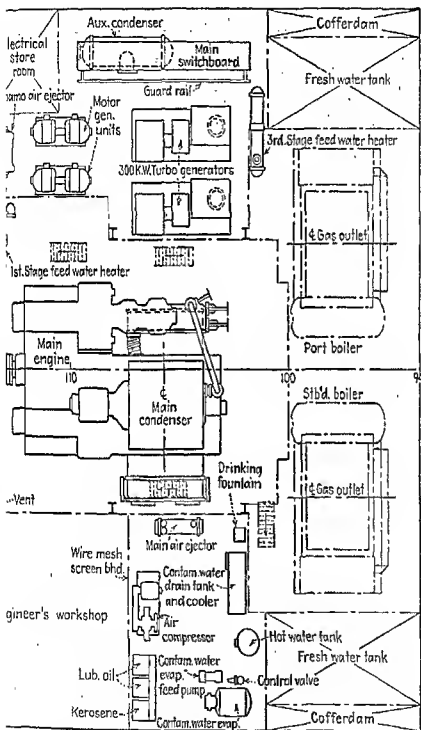 Aux. condenser
Cofferdam
lectrical
store
room
Main
switchboard
Fresh water tank
amo air ejector
Motor
gen.
units
Guard rail
3rd. Stage feed water heater
300 K.W. Turbo generators
℄ Gas outlet
1st. Stage feed water heater
Main
engine
Port boiler
110
100
9
℄
Main
condenser
Stb'd. boiler
Drinking
fountain
℄ Gas outlet
Vent
Main air ejector
Wire mesh
screen bhd.
Contam. water
drain tank
and cooler
gineer's workshop
Air
compressor
Hot water tank
Fresh water tank
Lub. oil
Contam. water
evap.
feed pump
Control valve
Kerosene
Contam. water evap.
Cofferdam